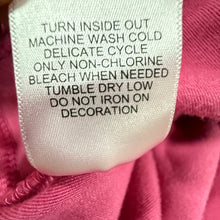 TURN INSIDE OUT
MACHINE WASH COLD
DELICATE CYCLE
ONLY NON-CHLORINE
BLEACH WHEN NEEDED
TUMBLE DRY LOW
DO NOT IRON ON
DECORATION